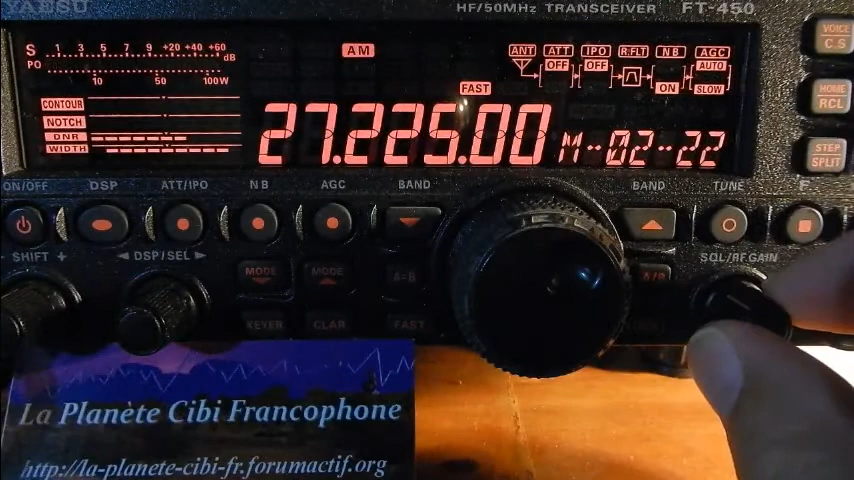 YAESU HF/50MHz TRANSCEIVER FT-450
S 1 3 5 7 9 +20 +40 +60 dB
PO 10 50 100W
AM
ANT ATT IPO R.FLT NB AGC
OFF OFF AUTO
ON SLOW
FAST
CONTOUR
NOTCH
DNR
WIDTH
27.225.00 M-02-22
VOICE
C.S
HOME
RCL
STEP
SPLIT
ON/OFF DSP ATT/IPO NB AGC BAND BAND TUNE F
SHIFT + DSP/SEL SQL/RF GAIN
MODE MODE A=B A/B
KEYER CLAR FAST
La Planète Cibi Francophone
http://la-planete-cibi-fr.forumactif.org